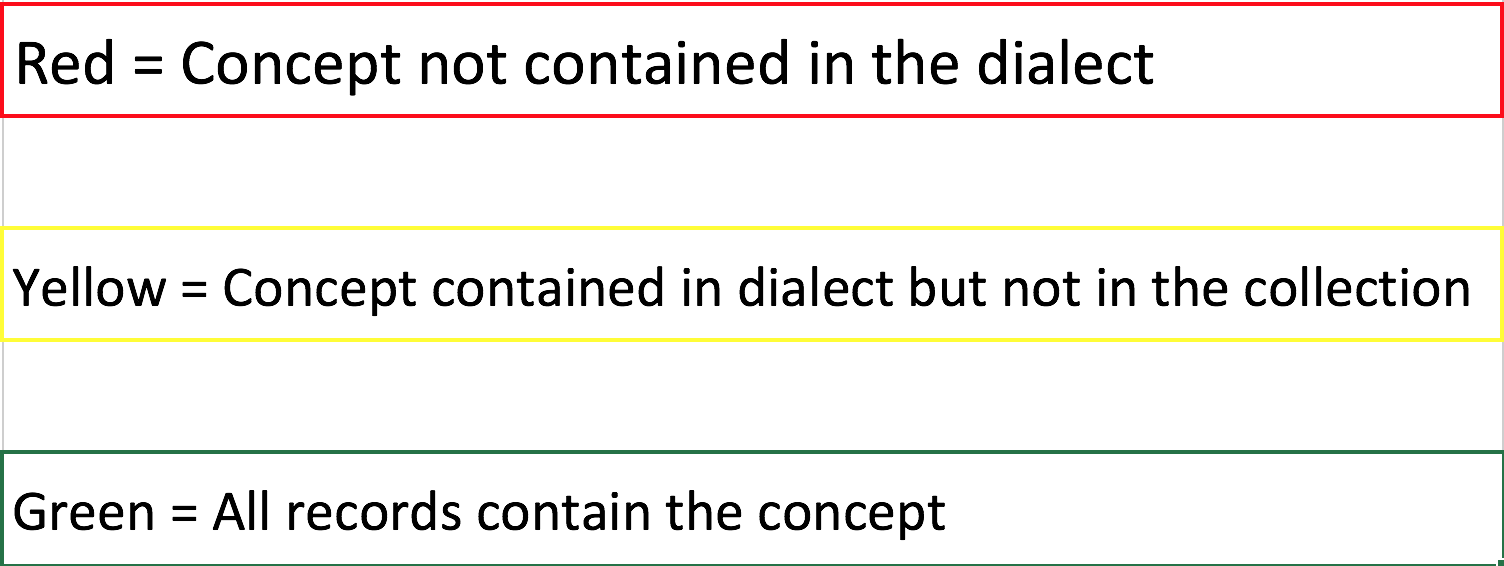 Red = Concept not contained in the dialect
Yellow = Concept contained in dialect but not in the collection
Green = All records contain the concept